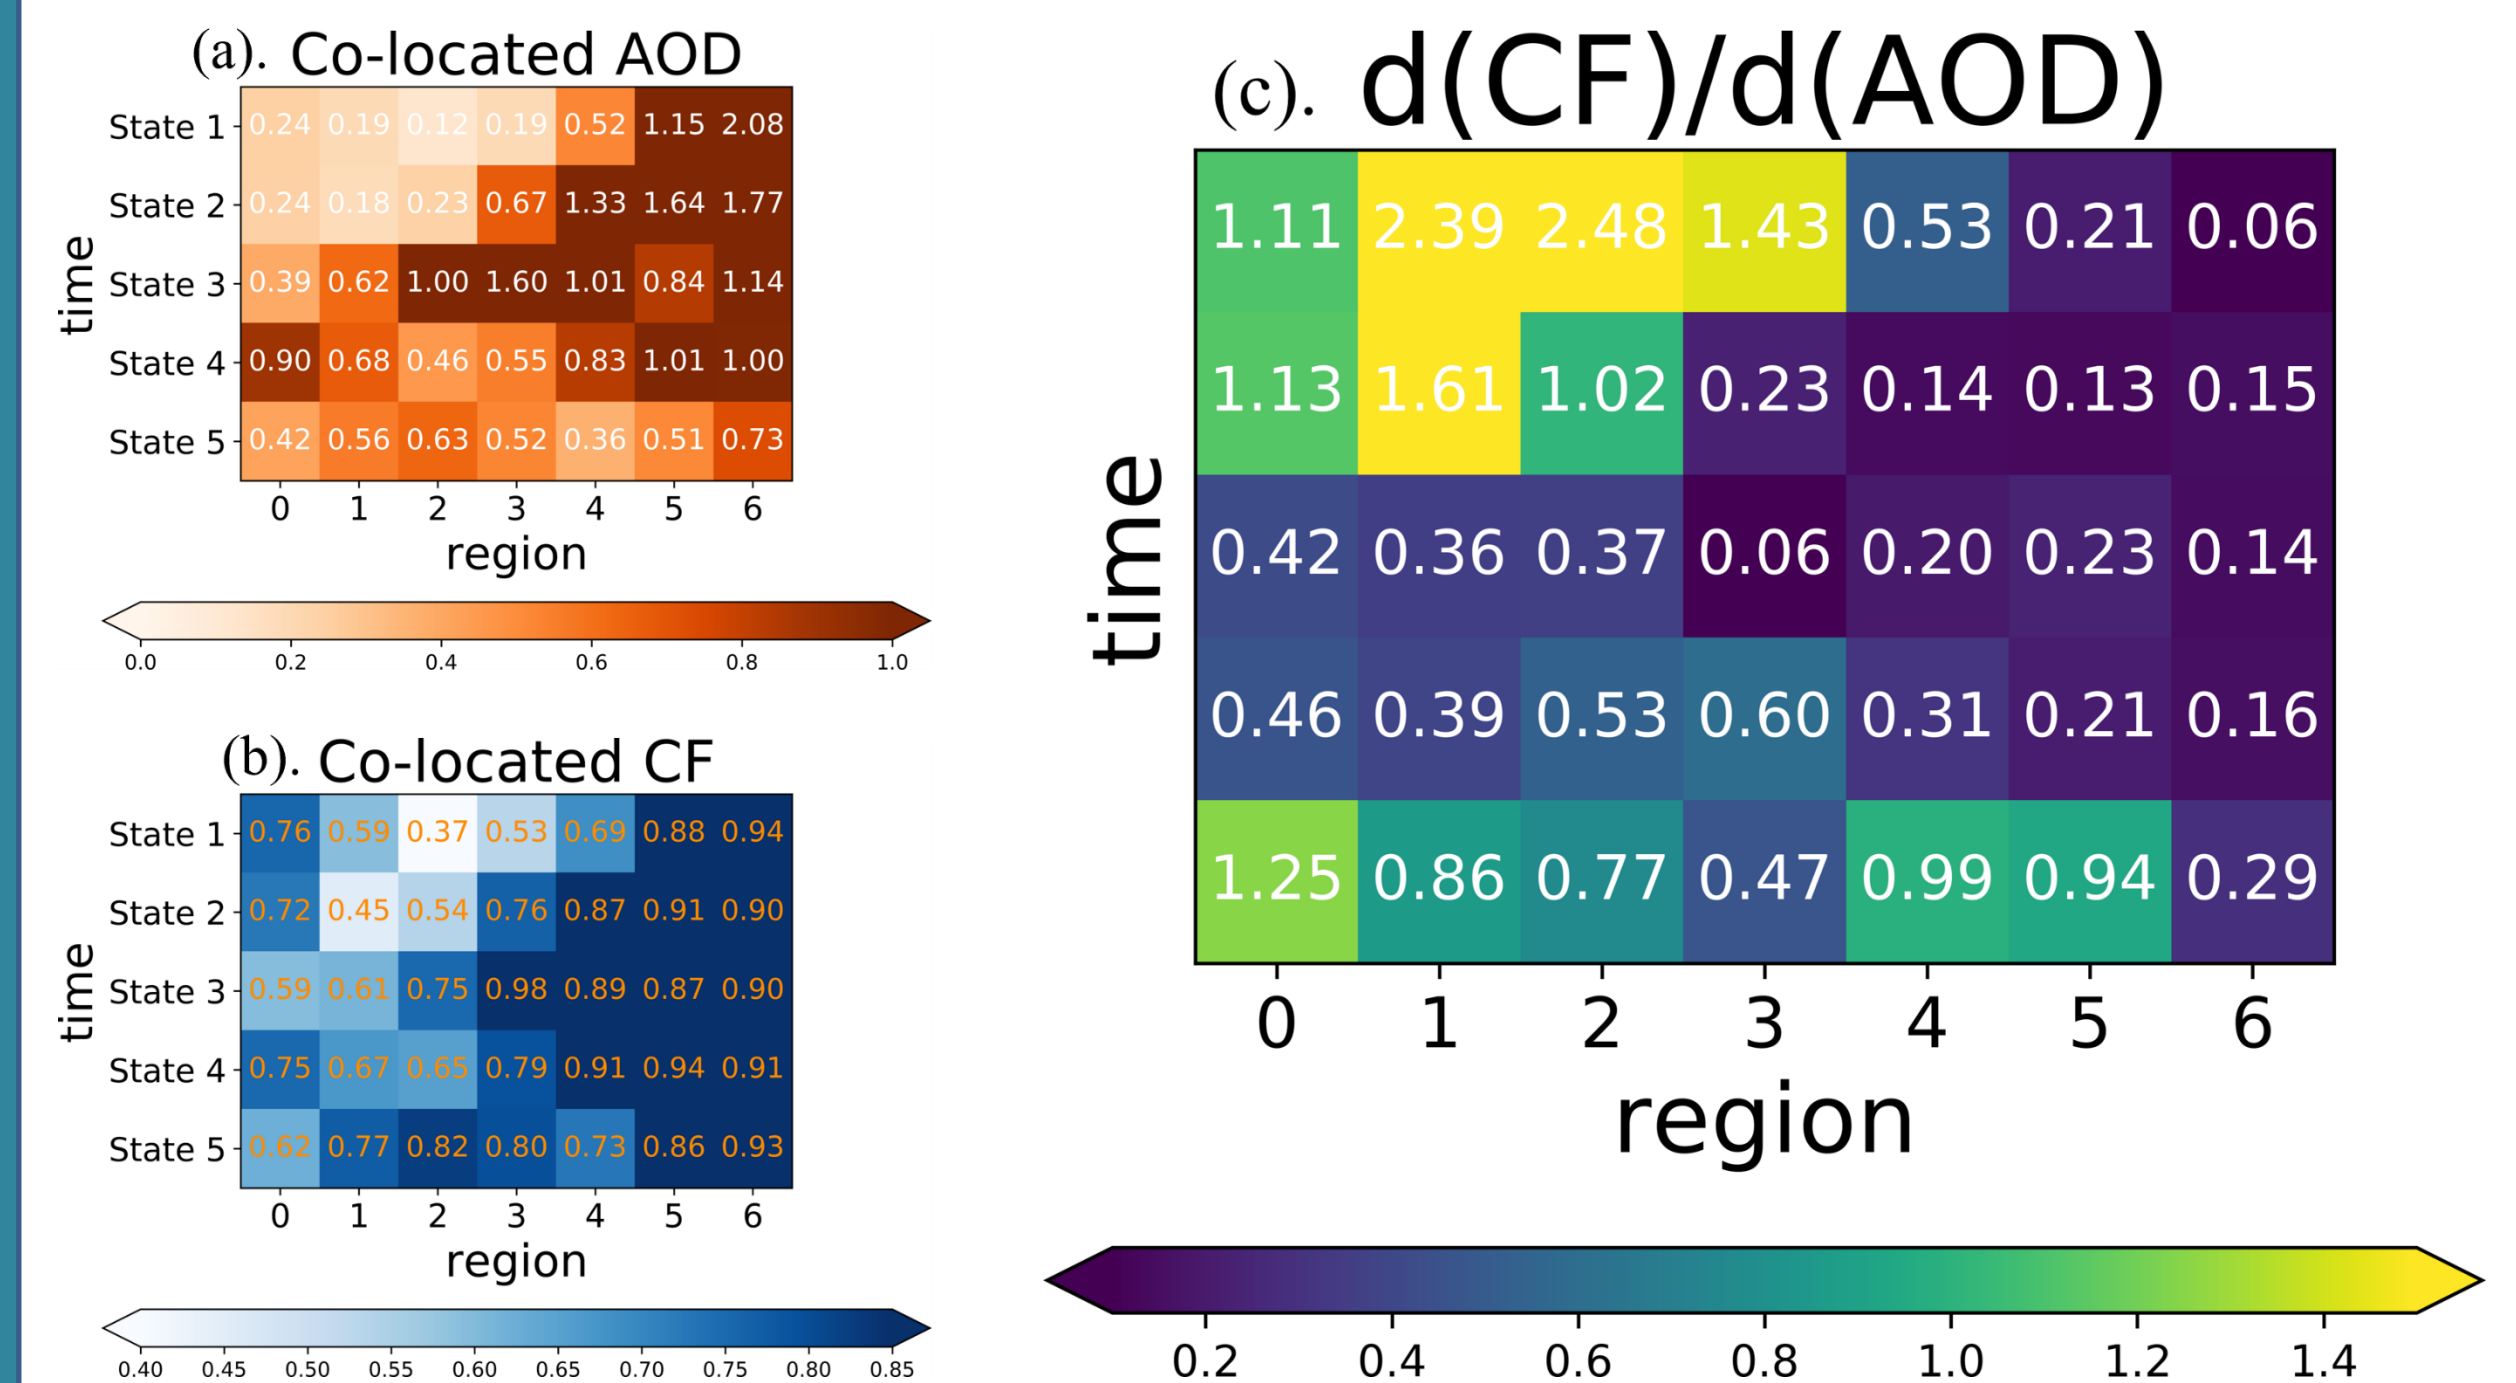 (a). Co-located AOD
State 1 0.24 0.19 0.12 0.19 0.52 1.15 2.08
State 2 0.24 0.18 0.23 0.67 1.33 1.64 1.77
State 3 0.39 0.62 1.00 1.60 1.01 0.84 1.14
State 4 0.90 0.68 0.46 0.55 0.83 1.01 1.00
State 5 0.42 0.56 0.63 0.52 0.36 0.51 0.73
time
0 1 2 3 4 5 6
region
0.0 0.2 0.4 0.6 0.8 1.0
(b). Co-located CF
State 1 0.76 0.59 0.37 0.53 0.69 0.88 0.94
State 2 0.72 0.45 0.54 0.76 0.87 0.91 0.90
State 3 0.59 0.61 0.75 0.98 0.89 0.87 0.90
State 4 0.75 0.67 0.65 0.79 0.91 0.94 0.91
State 5 0.62 0.77 0.82 0.80 0.73 0.86 0.93
time
0 1 2 3 4 5 6
region
0.40 0.45 0.50 0.55 0.60 0.65 0.70 0.75 0.80 0.85
(c). d(CF)/d(AOD)
1.11 2.39 2.48 1.43 0.53 0.21 0.06
1.13 1.61 1.02 0.23 0.14 0.13 0.15
0.42 0.36 0.37 0.06 0.20 0.23 0.14
0.46 0.39 0.53 0.60 0.31 0.21 0.16
1.25 0.86 0.77 0.47 0.99 0.94 0.29
time
0 1 2 3 4 5 6
region
0.2 0.4 0.6 0.8 1.0 1.2 1.4